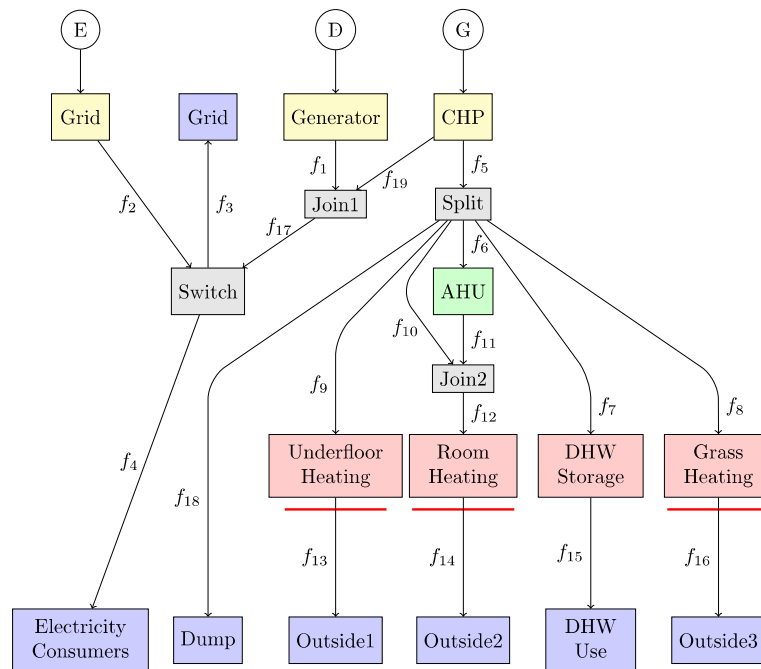 E
D
G
Grid
Grid
Generator
CHP
f1
f19
f5
f2
f3
Join1
Split
f17
f6
Switch
AHU
f10
f11
Join2
f9
f12
f7
f8
f4
Underfloor
Heating
Room
Heating
DHW
Storage
Grass
Heating
f18
f13
f14
f15
f16
Electricity
Consumers
Dump
Outside1
Outside2
DHW
Use
Outside3